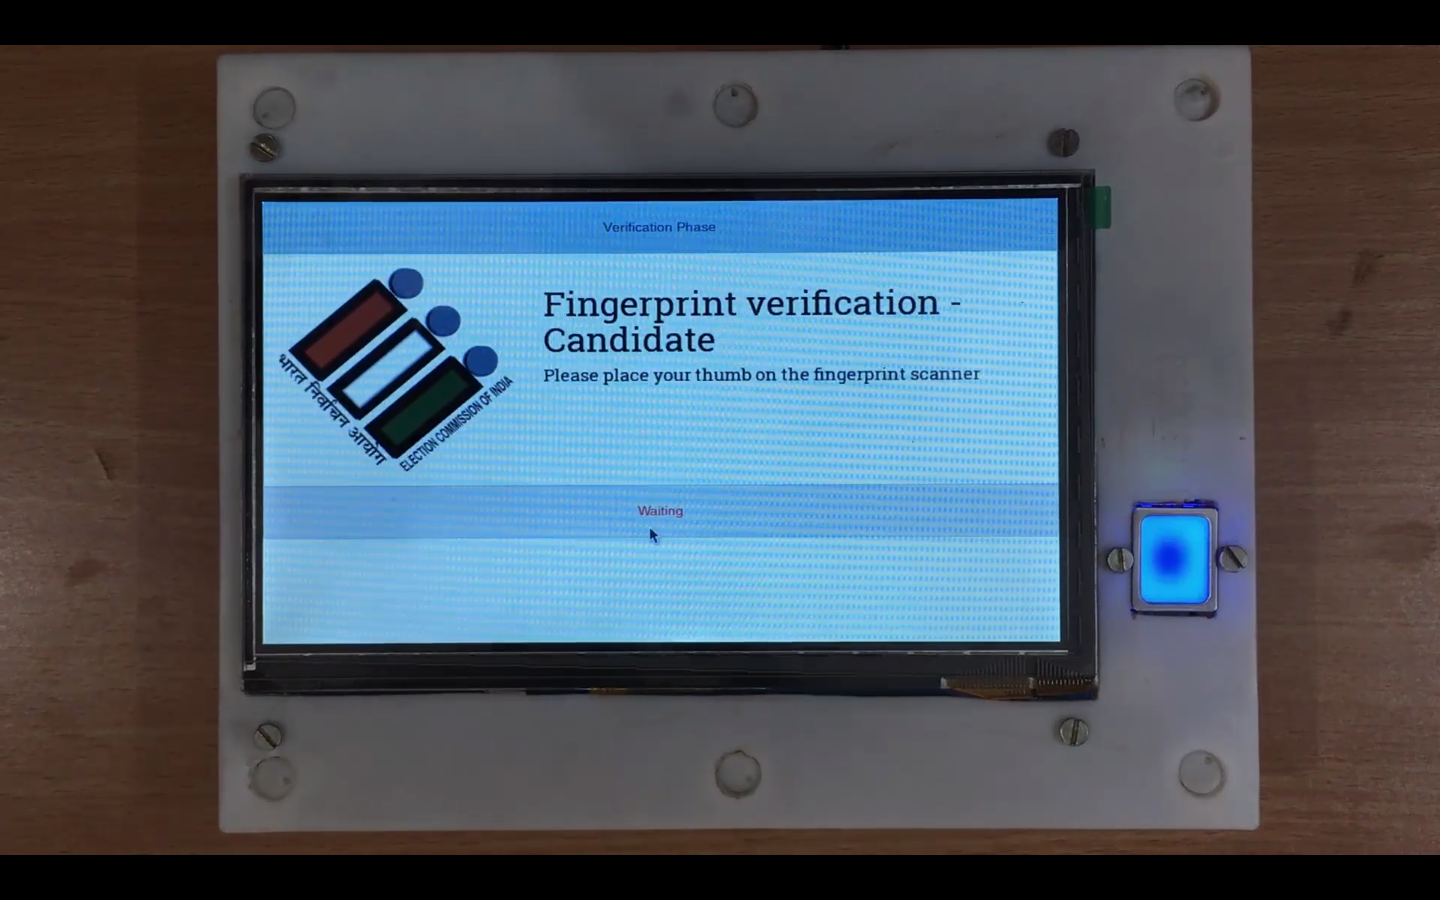 Verification Phase
Fingerprint verification -
Candidate
Please place your thumb on the fingerprint scanner
भारत निर्वाचन आयोग
ELECTION COMMISSION OF INDIA
Waiting